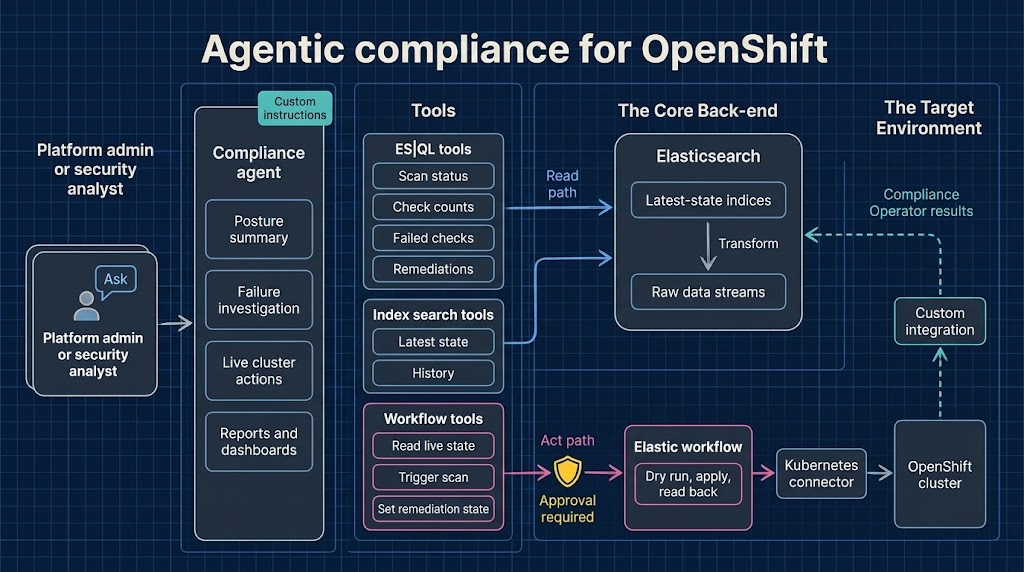 Agentic compliance for OpenShift
Platform admin
or security
analyst
Ask
Platform admin
or security
analyst
Custom
instructions
Compliance
agent
Posture
summary
Failure
investigation
Live cluster
actions
Reports and
dashboards
Tools
ES|QL tools
Scan status
Check counts
Failed checks
Remediations
Index search tools
Latest state
History
Workflow tools
Read live state
Trigger scan
Set remediation state
Read
path
Act path
Approval
required
The Core Back-end
Elasticsearch
Latest-state indices
Transform
Raw data streams
Elastic workflow
Dry run, apply,
read back
Kubernetes
connector
The Target
Environment
Compliance
Operator results
Custom
integration
OpenShift
cluster